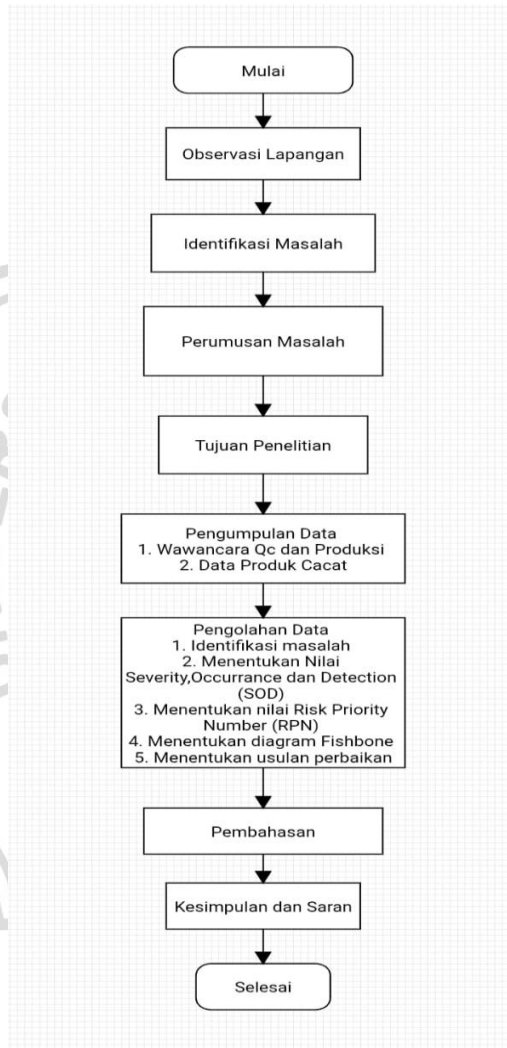 Mulai
Observasi Lapangan
Identifikasi Masalah
Perumusan Masalah
Tujuan Penelitian
Pengumpulan Data
1. Wawancara Qc dan Produksi
2. Data Produk Cacat
Pengolahan Data
1. Identifikasi masalah
2. Menentukan Nilai
Severity,Occurrance dan Detection
(SOD)
3. Menentukan nilai Risk Priority
Number (RPN)
4. Menentukan diagram Fishbone
5. Menentukan usulan perbaikan
Pembahasan
Kesimpulan dan Saran
Selesai